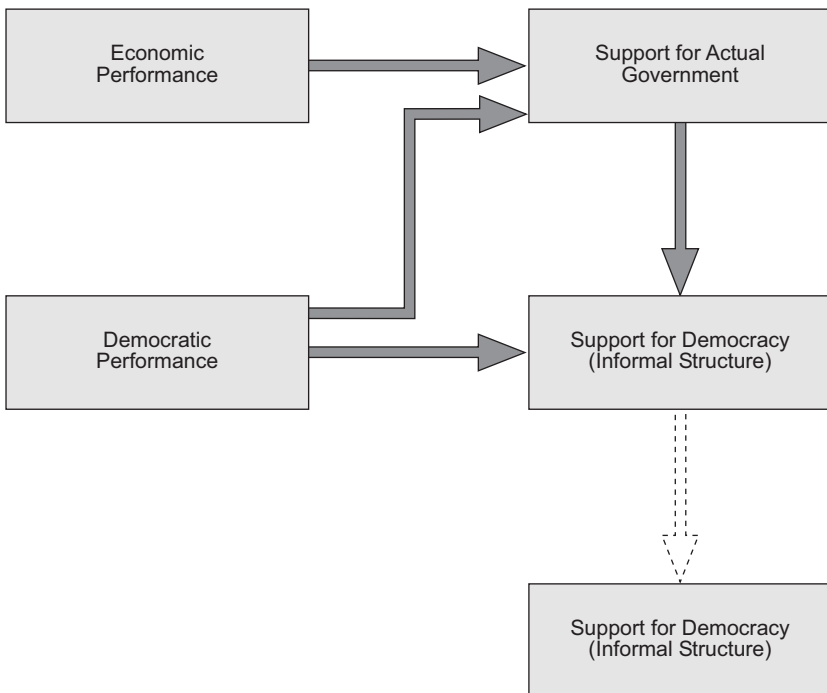 Economic
Performance
Support for Actual
Government
Democratic
Performance
Support for Democracy
(Informal Structure)
Support for Democracy
(Informal Structure)